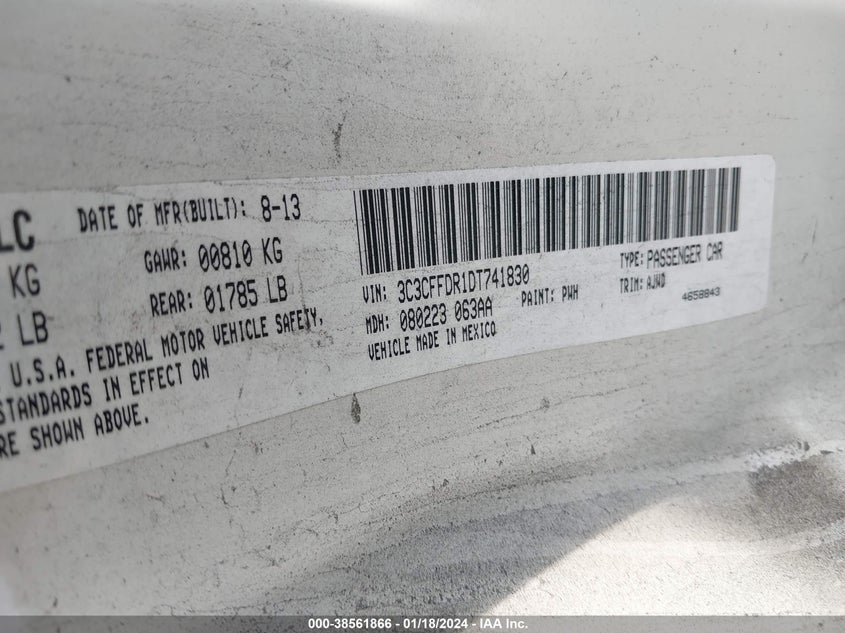 LC
DATE OF MFR(BUILT): 8-13
KG
GAWR: 00810 KG
LB
REAR: 01785 LB
U.S.A. FEDERAL MOTOR VEHICLE SAFETY,
STANDARDS IN EFFECT ON
RE SHOWN ABOVE.
VIN: 3C3CFFDR1DT741830
TYPE: PASSENGER CAR
MDH: 080223 063AA
PAINT: PWH
TRIM: AJWD
VEHICLE MADE IN MEXICO
4658843
000-38561866 - 01/18/2024 - IAA Inc.